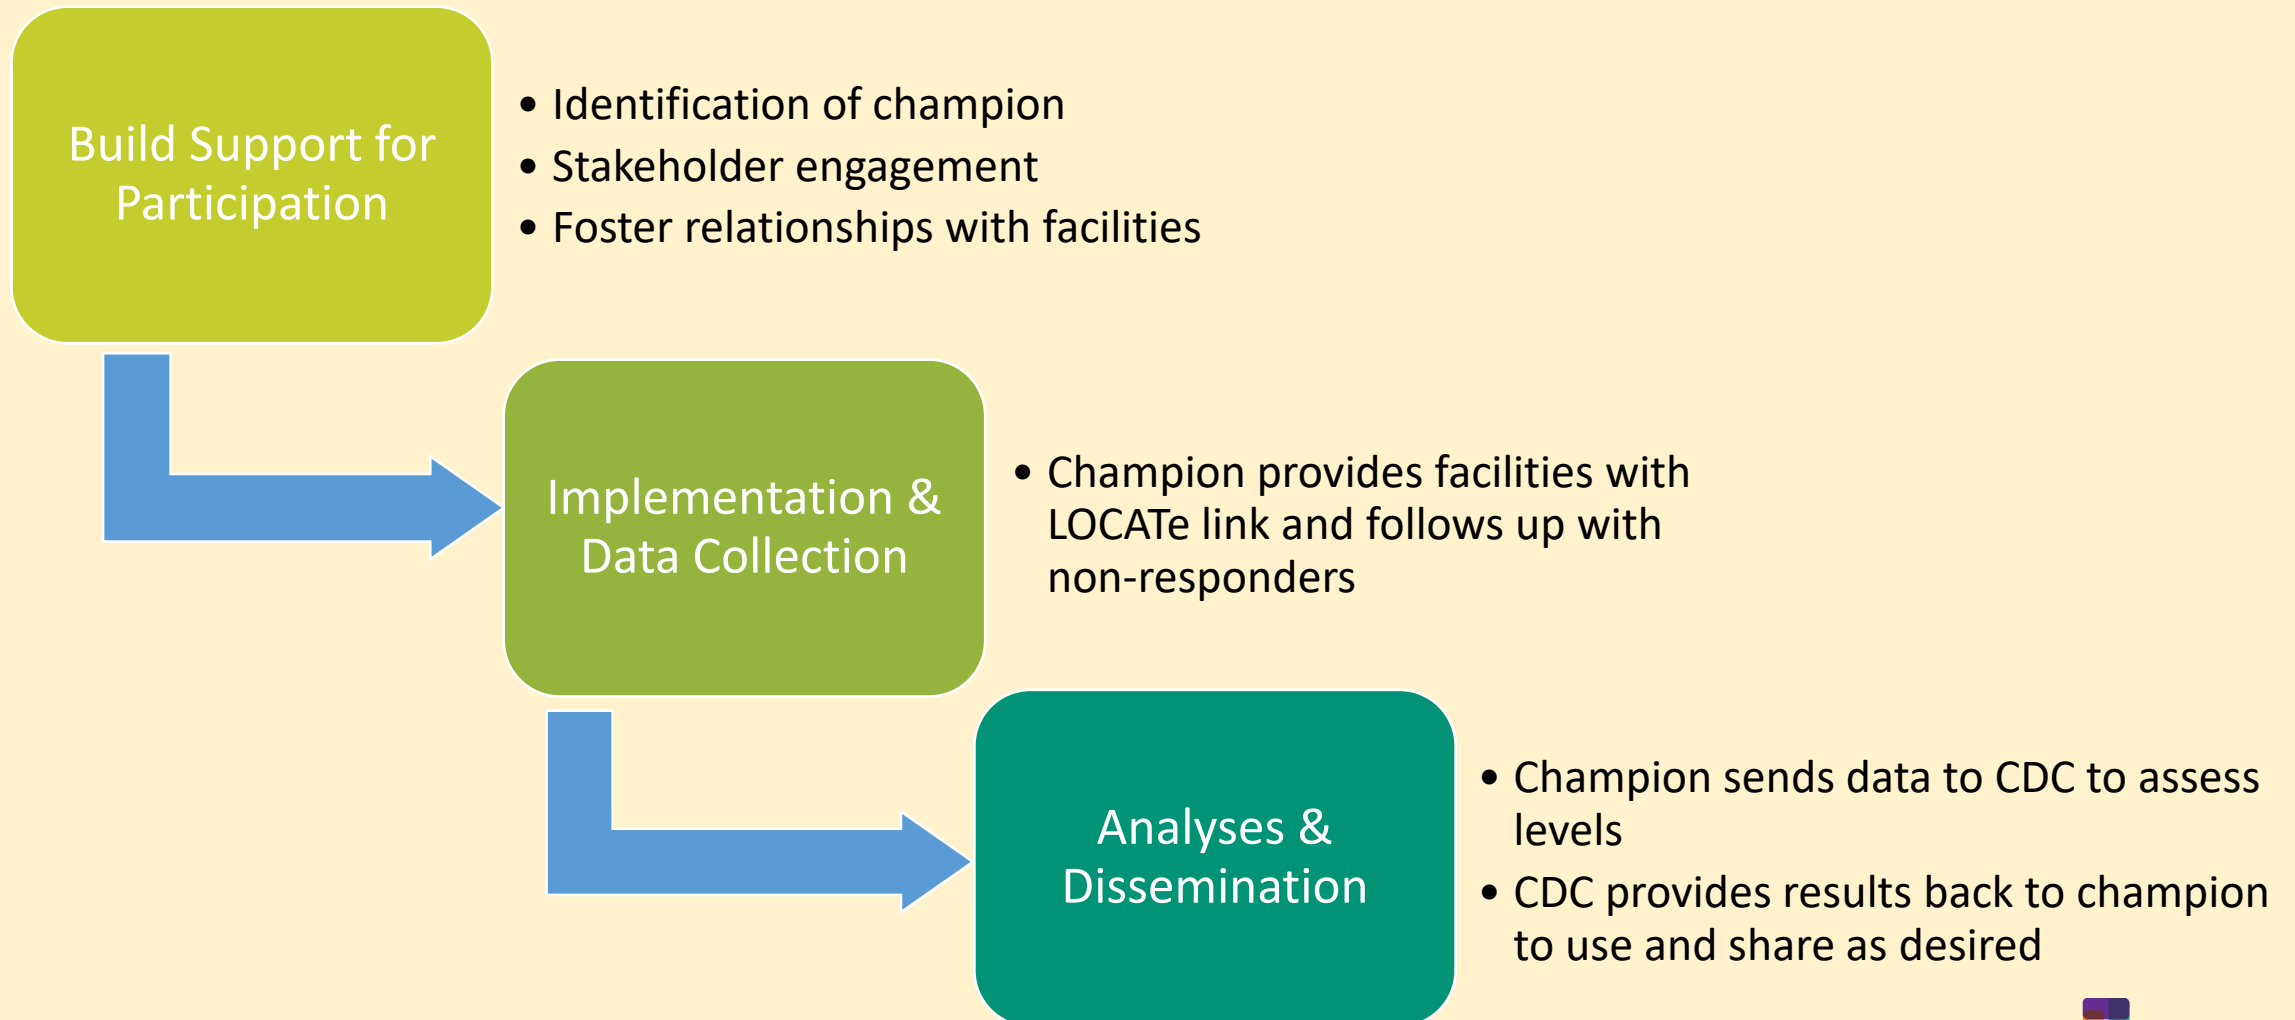 Build Support for
Participation
• Identification of champion
• Stakeholder engagement
• Foster relationships with facilities
Implementation &
Data Collection
• Champion provides facilities with
LOCATe link and follows up with
non-responders
Analyses &
Dissemination
• Champion sends data to CDC to assess
levels
• CDC provides results back to champion
to use and share as desired